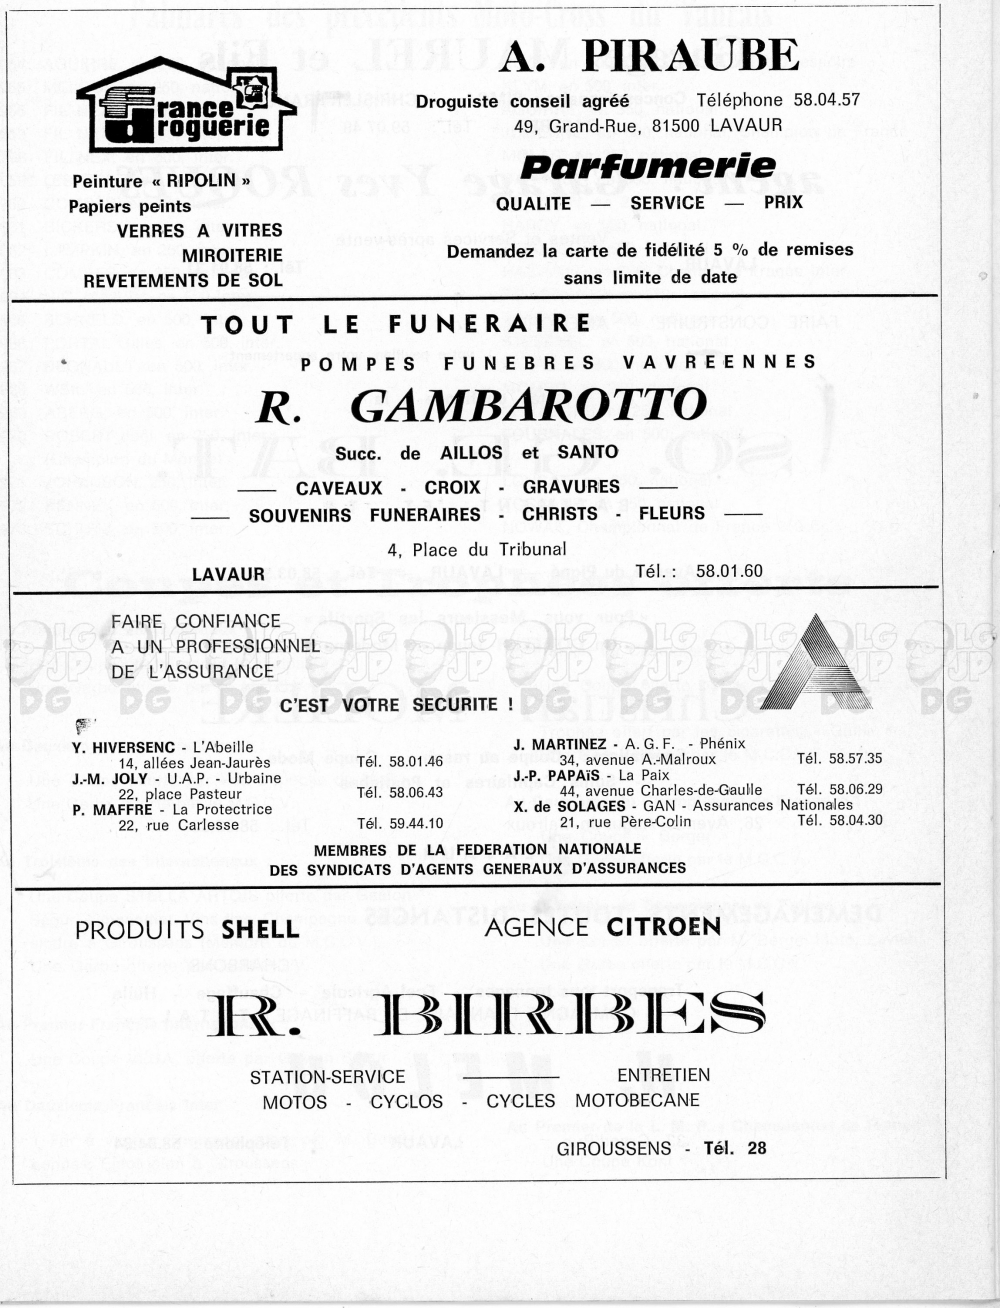 France
droguerie
A. PIRAUBE
Droguiste conseil agréé Téléphone 58.04.57
49, Grand-Rue, 81500 LAVAUR
Parfumerie
QUALITE — SERVICE — PRIX
Demandez la carte de fidélité 5 % de remises
sans limite de date
Peinture « RIPOLIN »
Papiers peints
VERRES A VITRES
MIROITERIE
REVETEMENTS DE SOL
TOUT LE FUNERAIRE
POMPES FUNEBRES VAVREENNES
R. GAMBAROTTO
Succ. de AILLOS et SANTO
—— CAVEAUX - CROIX - GRAVURES
SOUVENIRS FUNERAIRES - CHRISTS - FLEURS ——
4, Place du Tribunal
LAVAUR Tél. : 58.01.60
FAIRE CONFIANCE
A UN PROFESSIONNEL
DE L'ASSURANCE
C'EST VOTRE SECURITE !
A
Y. HIVERSENC - L'Abeille
14, allées Jean-Jaurès Tél. 58.01.46
J.-M. JOLY - U.A.P. - Urbaine
22, place Pasteur Tél. 58.06.43
P. MAFFRE - La Protectrice
22, rue Carlesse Tél. 59.44.10
J. MARTINEZ - A.G.F. - Phénix
34, avenue A.-Malroux Tél. 58.57.35
J.-P. PAPAïS - La Paix
44, avenue Charles-de-Gaulle Tél. 58.06.29
X. de SOLAGES - GAN - Assurances Nationales
21, rue Père-Colin Tél. 58.04.30
MEMBRES DE LA FEDERATION NATIONALE
DES SYNDICATS D'AGENTS GENERAUX D'ASSURANCES
PRODUITS SHELL AGENCE CITROEN
R. BIRBES
STATION-SERVICE ———— ENTRETIEN
MOTOS - CYCLOS - CYCLES MOTOBECANE
GIROUSSENS - Tél. 28